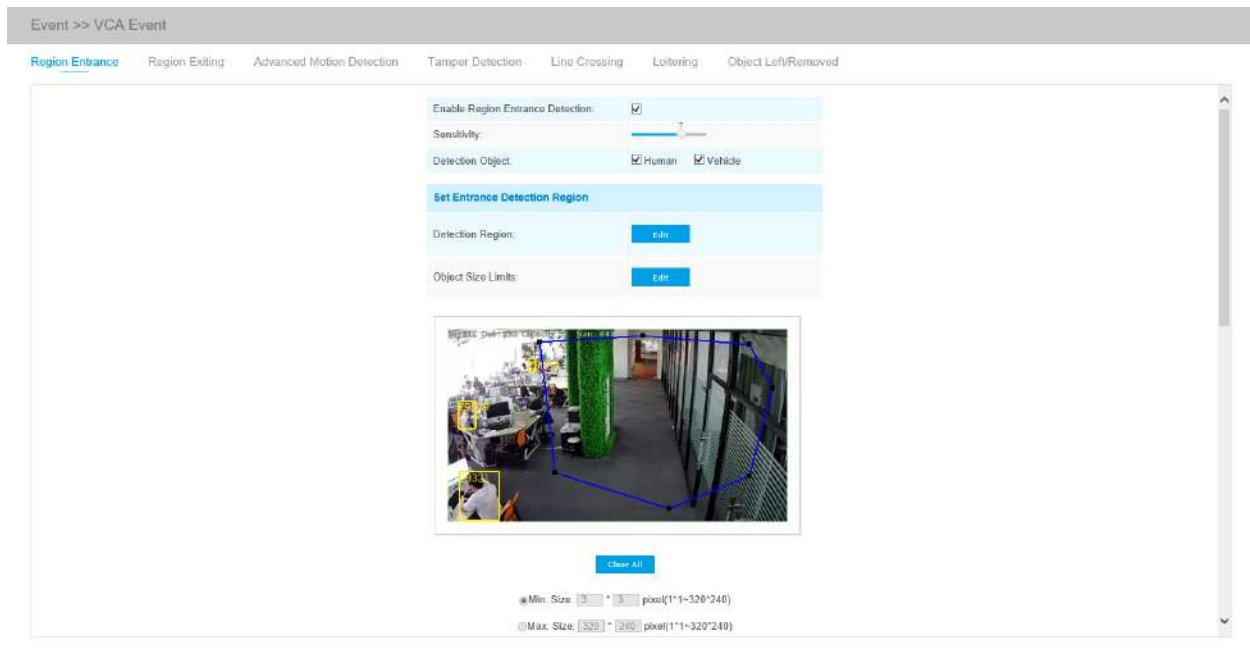 Event >> VCA Event
Region Entrance Region Exiting Advanced Motion Detection Tamper Detection Line Crossing Loitering Object Left/Removed
Enable Region Entrance Detection:
7
Sensitivity:
Detection Object: Human Vehicle
Set Entrance Detection Region
Detection Region: Edit
Object Size Limits: Edit
Clear All
Min. Size: 3 * 3 pixel(1*1~320*240)
Max. Size: 320 * 240 pixel(1*1~320*240)